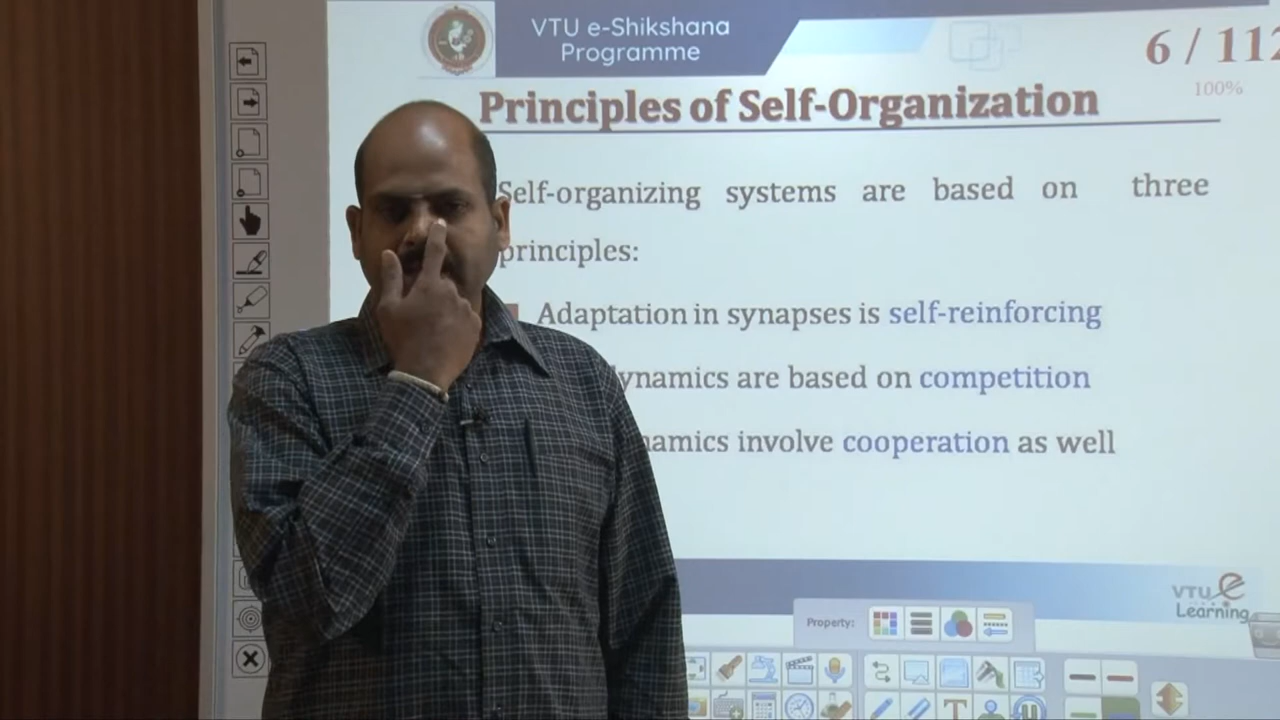 VTU e-Shikshana
Programme
6 / 112
100%
Principles of Self-Organization
Self-organizing systems are based on three
principles:
Adaptation in synapses is self-reinforcing
ynamics are based on competition
namics involve cooperation as well
VTU e
Learning
Property:
T